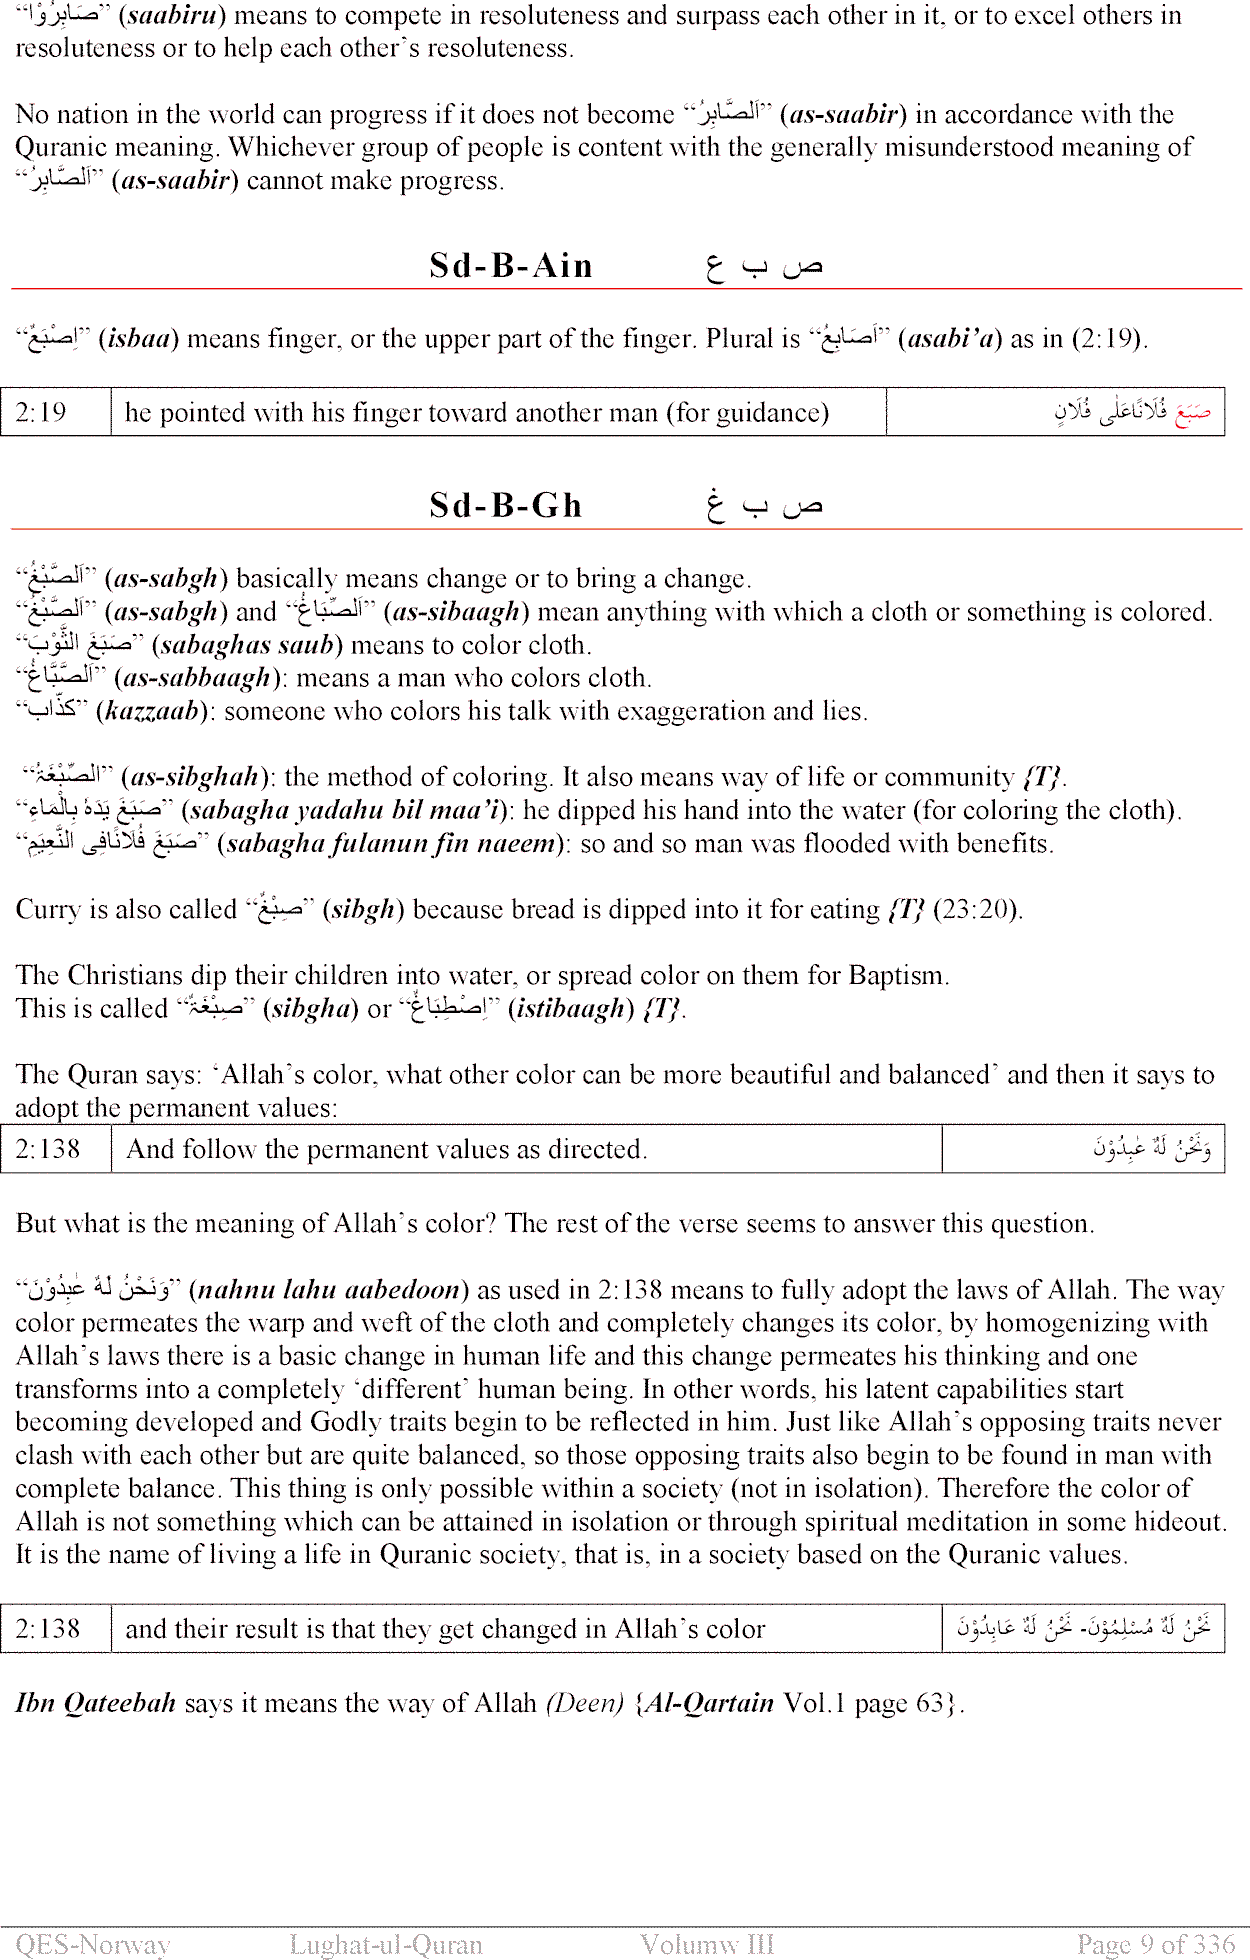 “صَابِرُوْا” (saabiru) means to compete in resoluteness and surpass each other in it, or to excel others in
resoluteness or to help each other’s resoluteness.
No nation in the world can progress if it does not become “اَلصَّابِرُ” (as-saabir) in accordance with the
Quranic meaning. Whichever group of people is content with the generally misunderstood meaning of
“اَلصَّابِرُ” (as-saabir) cannot make progress.
Sd-B-Ain ص ب ع
“اِصْبَعٌ” (isbaa) means finger, or the upper part of the finger. Plural is “اَصَابِعُ” (asabi’a) as in (2:19).
2:19 he pointed with his finger toward another man (for guidance) صَبَعَ فُلَانًاعَلٰی فُلَانٍ
Sd-B-Gh ص ب غ
“اَلصَّبْغُ” (as-sabgh) basically means change or to bring a change.
“اَلصَّبْغُ” (as-sabgh) and “اَلصِّبَاغُ” (as-sibaagh) mean anything with which a cloth or something is colored.
“صَبَغَ الثَّوْبَ” (sabaghas saub) means to color cloth.
“اَلصَّبَّاغُ” (as-sabbaagh): means a man who colors cloth.
“کذّاب” (kazzaab): someone who colors his talk with exaggeration and lies.
“الصِّبْغَۃُ” (as-sibghah): the method of coloring. It also means way of life or community {T}.
“صَبَغَ یَدَہٗ بِالْمَاءِ” (sabagha yadahu bil maa’i): he dipped his hand into the water (for coloring the cloth).
“صَبَغَ فُلَانًافِی النَّعِیَمِ” (sabagha fulanun fin naeem): so and so man was flooded with benefits.
Curry is also called “صِبْغٌ” (sibgh) because bread is dipped into it for eating {T} (23:20).
The Christians dip their children into water, or spread color on them for Baptism.
This is called “صِبْغَۃٌ” (sibgha) or “اِصْطِبَاغٌ” (istibaagh) {T}.
The Quran says: ‘Allah’s color, what other color can be more beautiful and balanced’ and then it says to
adopt the permanent values:
2:138 And follow the permanent values as directed. وَنَحْنُ لَہٗ عٰبِدُوْنَ
But what is the meaning of Allah’s color? The rest of the verse seems to answer this question.
“وَنَحْنُ لَہٗ عٰبِدُوْنَ” (nahnu lahu aabedoon) as used in 2:138 means to fully adopt the laws of Allah. The way
color permeates the warp and weft of the cloth and completely changes its color, by homogenizing with
Allah’s laws there is a basic change in human life and this change permeates his thinking and one
transforms into a completely ‘different’ human being. In other words, his latent capabilities start
becoming developed and Godly traits begin to be reflected in him. Just like Allah’s opposing traits never
clash with each other but are quite balanced, so those opposing traits also begin to be found in man with
complete balance. This thing is only possible within a society (not in isolation). Therefore the color of
Allah is not something which can be attained in isolation or through spiritual meditation in some hideout.
It is the name of living a life in Quranic society, that is, in a society based on the Quranic values.
2:138 and their result is that they get changed in Allah’s color نَحْنُ لَہٗ مُسْلِمُوْنَ- نَحْنُ لَہٗ عَابِدُوْنَ
Ibn Qateebah says it means the way of Allah (Deen) {Al-Qartain Vol.1 page 63}.
QES-Norway Lughat-ul-Quran Volumw III Page 9 of 336